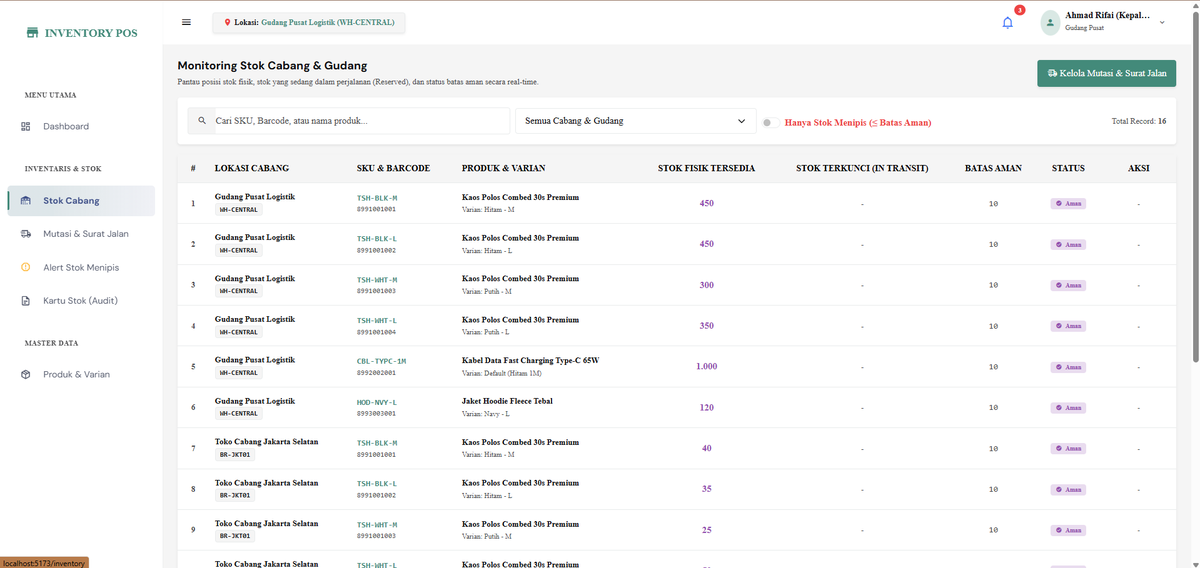 INVENTORY POS
Lokasi: Gudang Pusat Logistik (WH-CENTRAL)
3
Ahmad Rifai (Kepal...
Gudang Pusat
MENU UTAMA
Dashboard
INVENTARIS & STOK
Stok Cabang
Mutasi & Surat Jalan
Alert Stok Menipis
Kartu Stok (Audit)
MASTER DATA
Produk & Varian
Monitoring Stok Cabang & Gudang
Pantau posisi stok fisik, stok yang sedang dalam perjalanan (Reserved), dan status batas aman secara real-time.
Kelola Mutasi & Surat Jalan
Cari SKU, Barcode, atau nama produk...
Semua Cabang & Gudang
Hanya Stok Menipis (≤ Batas Aman)
Total Record: 16
# LOKASI CABANG SKU & BARCODE PRODUK & VARIAN STOK FISIK TERSEDIA STOK TERKUNCI (IN TRANSIT) BATAS AMAN STATUS AKSI
1 Gudang Pusat Logistik TSH-BLK-M Kaos Polos Combed 30s Premium 450 - 10 Aman -
WH-CENTRAL 8991001001 Varian: Hitam - M
2 Gudang Pusat Logistik TSH-BLK-L Kaos Polos Combed 30s Premium 450 - 10 Aman -
WH-CENTRAL 8991001002 Varian: Hitam - L
3 Gudang Pusat Logistik TSH-WHT-M Kaos Polos Combed 30s Premium 300 - 10 Aman -
WH-CENTRAL 8991001003 Varian: Putih - M
4 Gudang Pusat Logistik TSH-WHT-L Kaos Polos Combed 30s Premium 350 - 10 Aman -
WH-CENTRAL 8991001004 Varian: Putih - L
5 Gudang Pusat Logistik CBL-TYPC-1M Kabel Data Fast Charging Type-C 65W 1.000 - 10 Aman -
WH-CENTRAL 8992002001 Varian: Default (Hitam 1M)
6 Gudang Pusat Logistik HOD-NVY-L Jaket Hoodie Fleece Tebal 120 - 10 Aman -
WH-CENTRAL 8993003001 Varian: Navy - L
7 Toko Cabang Jakarta Selatan TSH-BLK-M Kaos Polos Combed 30s Premium 40 - 10 Aman -
BR-JKT01 8991001001 Varian: Hitam - M
8 Toko Cabang Jakarta Selatan TSH-BLK-L Kaos Polos Combed 30s Premium 35 - 10 Aman -
BR-JKT01 8991001002 Varian: Hitam - L
9 Toko Cabang Jakarta Selatan TSH-WHT-M Kaos Polos Combed 30s Premium 25 - 10 Aman -
BR-JKT01 8991001003 Varian: Putih - M
Toko Cabang Jakarta Selatan TSH-WHT-L Kaos Polos Combed 30s Premium
localhost:5173/inventory